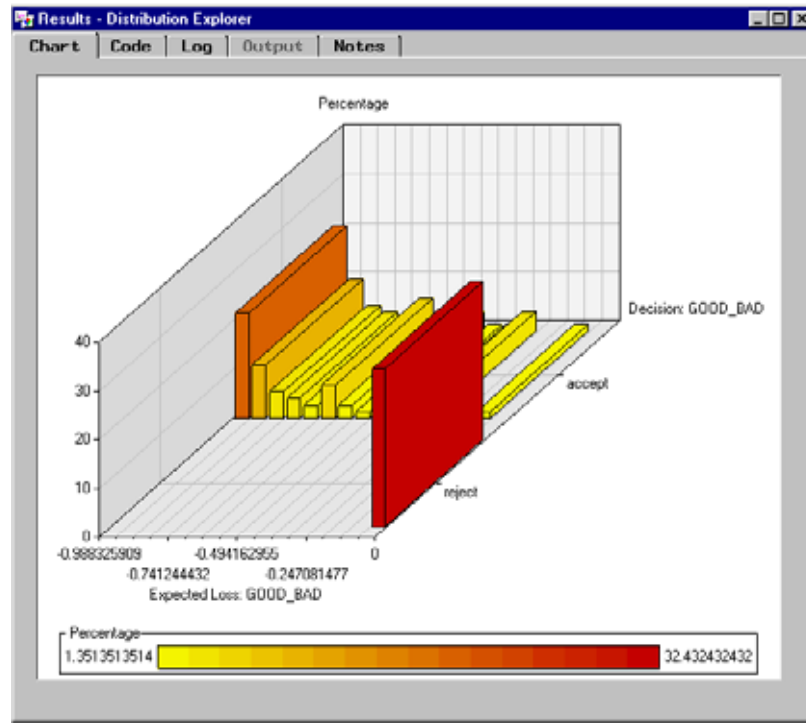 Results - Distribution Explorer
Chart Code Log Output Notes
Percentage
Decision: GOOD_BAD
accept
reject
40
30
20
10
0
-0.988325909 -0.494162955 0
-0.741244432 -0.247081477
Expected Loss: GOOD_BAD
Percentage
1.3513513514 32.432432432